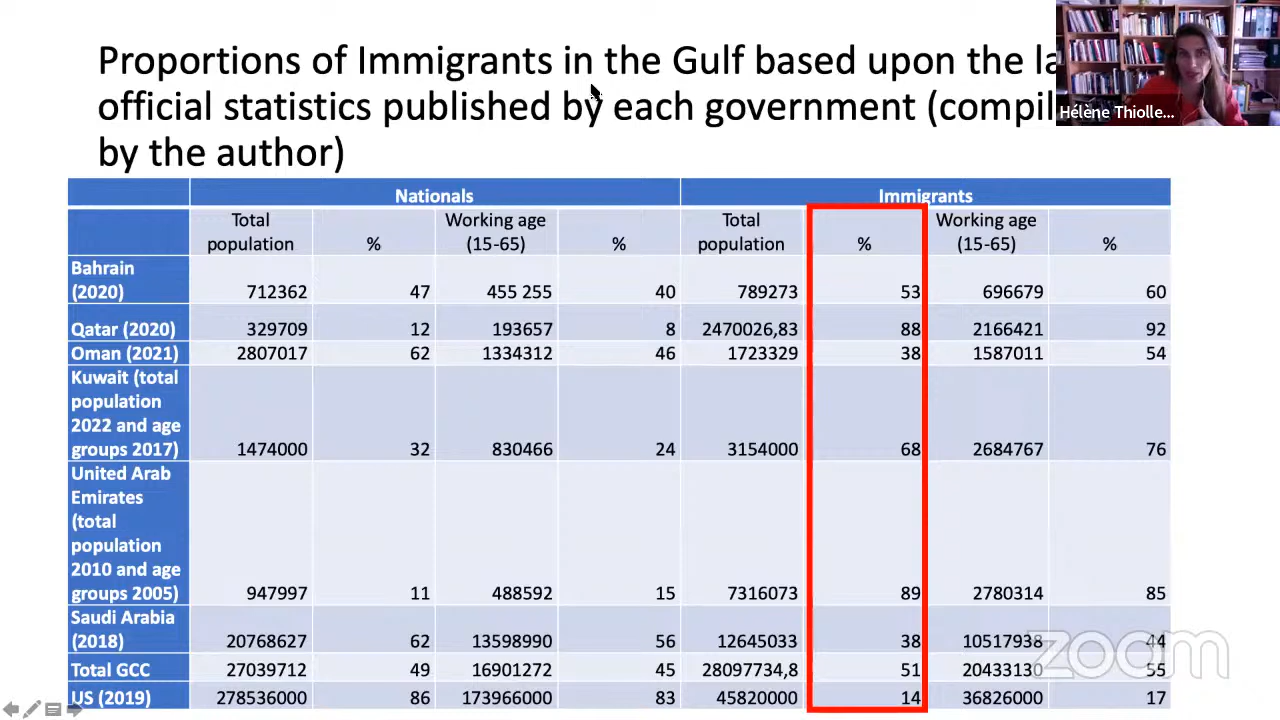 Proportions of Immigrants in the Gulf based upon the
official statistics published by each government
by the author)
Hélène Thiolle...
Nationals Immigrants
Total population % Working age (15-65) % Total population % Working age (15-65) %
Bahrain (2020) 712362 47 455 255 40 789273 53 696679 60
Qatar (2020) 329709 12 193657 8 2470026,83 88 2166421 92
Oman (2021) 2807017 62 1334312 46 1723329 38 1587011 54
Kuwait (total population 2022 and age groups 2017) 1474000 32 830466 24 3154000 68 2684767 76
United Arab Emirates (total population 2010 and age groups 2005) 947997 11 488592 15 7316073 89 2780314 85
Saudi Arabia (2018) 20768627 62 13598990 56 12645033 38 10517938 44
Total GCC 27039712 49 16901272 45 28097734,8 51 20433130 55
US (2019) 278536000 86 173966000 83 45820000 14 36826000 17
zoom